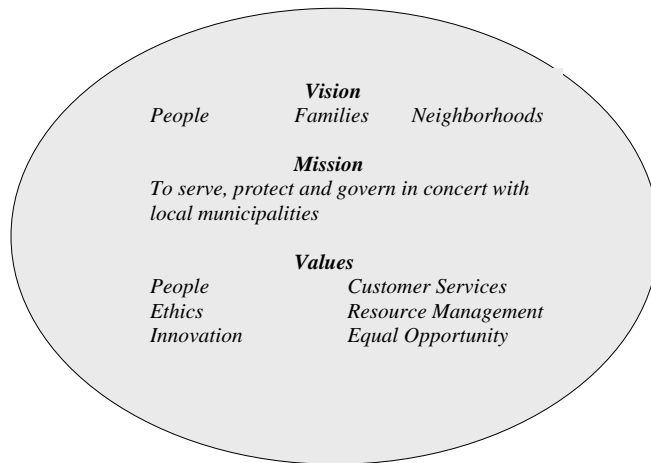 Vision
People Families Neighborhoods
Mission
To serve, protect and govern in concert with
local municipalities
Values
People Customer Services
Ethics Resource Management
Innovation Equal Opportunity